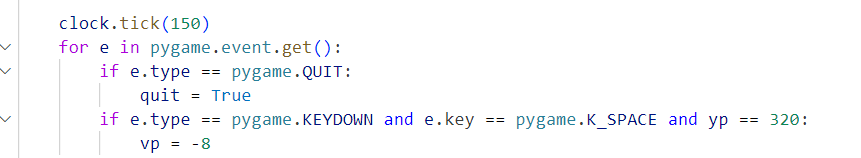 clock.tick(150)
for e in pygame.event.get():
if e.type == pygame.QUIT:
quit = True
if e.type == pygame.KEYDOWN and e.key == pygame.K_SPACE and yp == 320:
vp = -8